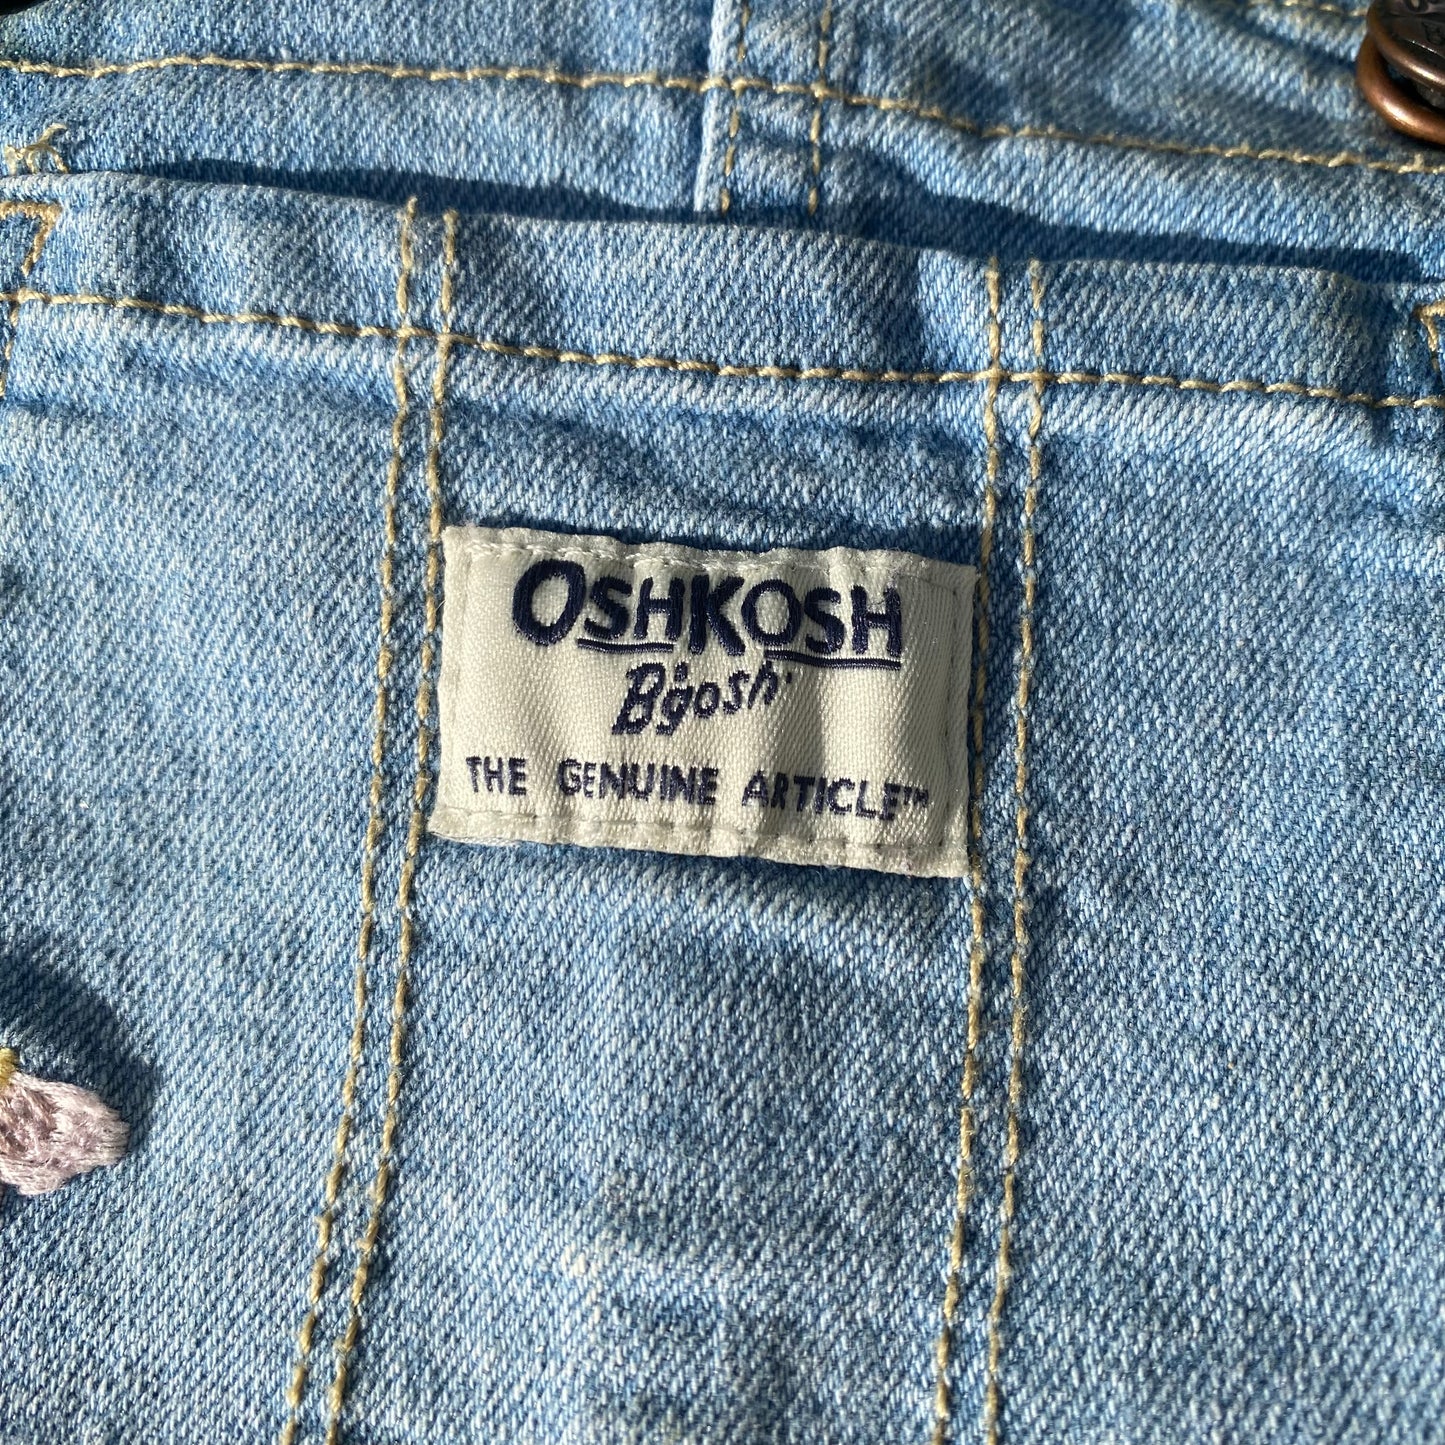 OSHKOSH
B'gosh
THE GENUINE ARTICLE™